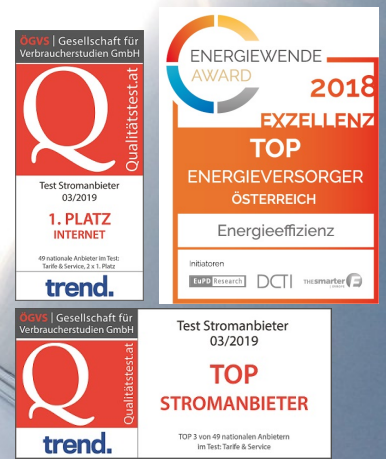 ÖGVS | Gesellschaft für
Verbraucherstudien GmbH
Q
Qualitätstest.at
Test Stromanbieter
03/2019
1. PLATZ
INTERNET
49 nationale Anbieter im Test:
Tarife & Service, 2 x 1. Platz
trend.
ENERGIEWENDE
AWARD
2018
EXZELLENZ
TOP
ENERGIEVERSORGER
ÖSTERREICH
Energieeffizienz
Initiatoren
EuPD Research
DCTI
THE smarter E
ÖGVS | Gesellschaft für
Verbraucherstudien GmbH
Q
Qualitätstest.at
trend.
Test Stromanbieter
03/2019
TOP
STROMANBIETER
TOP 3 von 49 nationalen Anbietern
im Test: Tarife & Service